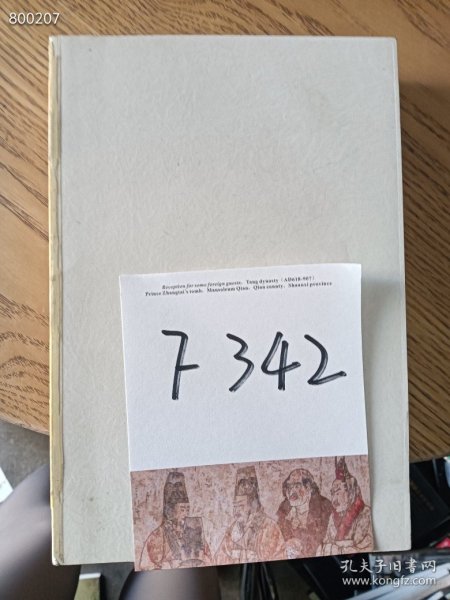 800207
Reception for some foreign guests. Tang dynasty (AD618-907)
Prince Zhanghuai's tomb. Mausoleum Qian. Qian county. Shaanxi province
F 342
孔夫子旧书网
www.kongfz.com